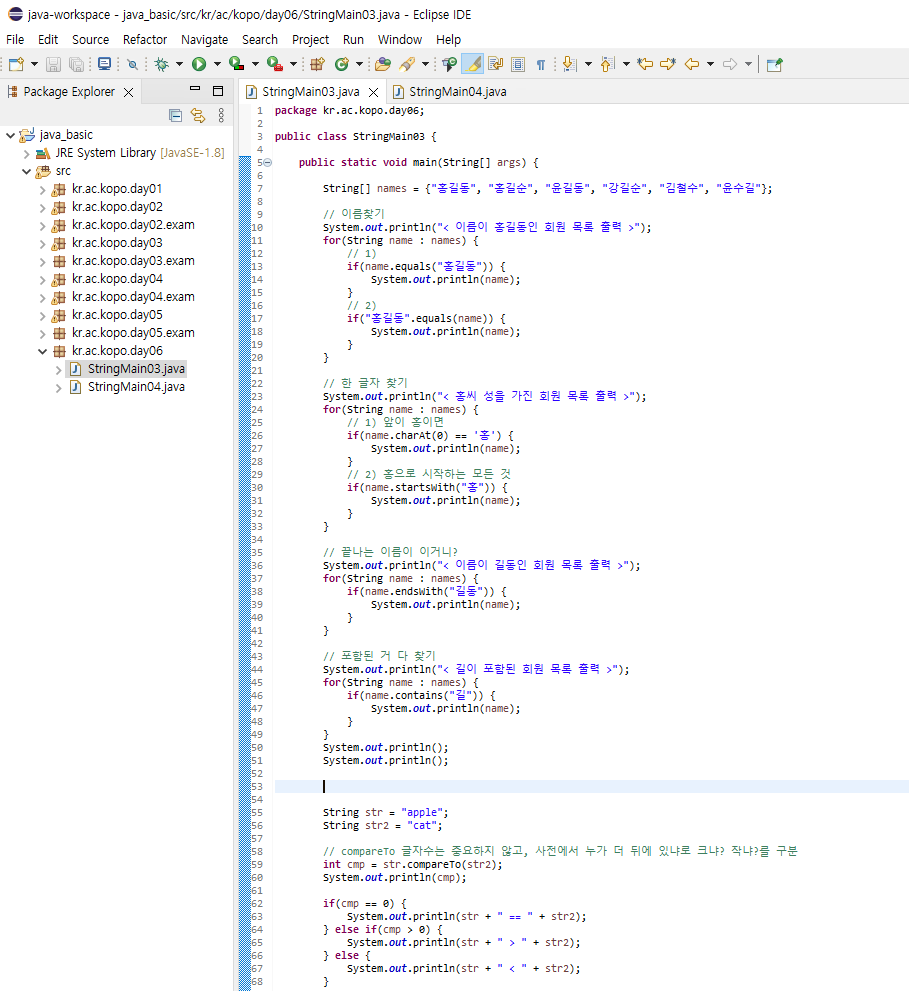 java-workspace - java_basic/src/kr/ac/kopo/day06/StringMain03.java - Eclipse IDE
File Edit Source Refactor Navigate Search Project Run Window Help
Package Explorer
java_basic
JRE System Library [JavaSE-1.8]
src
kr.ac.kopo.day01
kr.ac.kopo.day02
kr.ac.kopo.day02.exam
kr.ac.kopo.day03
kr.ac.kopo.day03.exam
kr.ac.kopo.day04
kr.ac.kopo.day04.exam
kr.ac.kopo.day05
kr.ac.kopo.day05.exam
kr.ac.kopo.day06
StringMain03.java
StringMain04.java
StringMain03.java StringMain04.java
1 package kr.ac.kopo.day06;
2
3 public class StringMain03 {
4
5 public static void main(String[] args) {
6
7 String[] names = {"홍길동", "홍길순", "윤길동", "강길순", "김철수", "윤수길"};
8
9 // 이름찾기
10 System.out.println("< 이름이 홍길동인 회원 목록 출력 >");
11 for(String name : names) {
12 // 1)
13 if(name.equals("홍길동")) {
14 System.out.println(name);
15 }
16 // 2)
17 if("홍길동".equals(name)) {
18 System.out.println(name);
19 }
20 }
21
22 // 한 글자 찾기
23 System.out.println("< 홍씨 성을 가진 회원 목록 출력 >");
24 for(String name : names) {
25 // 1) 앞이 홍이면
26 if(name.charAt(0) == '홍') {
27 System.out.println(name);
28 }
29 // 2) 홍으로 시작하는 모든 것
30 if(name.startsWith("홍")) {
31 System.out.println(name);
32 }
33 }
34
35 // 끝나는 이름이 이거니?
36 System.out.println("< 이름이 길동인 회원 목록 출력 >");
37 for(String name : names) {
38 if(name.endsWith("길동")) {
39 System.out.println(name);
40 }
41 }
42
43 // 포함된 거 다 찾기
44 System.out.println("< 길이 포함된 회원 목록 출력 >");
45 for(String name : names) {
46 if(name.contains("길")) {
47 System.out.println(name);
48 }
49 }
50 System.out.println();
51 System.out.println();
52
53
54
55 String str = "apple";
56 String str2 = "cat";
57
58 // compareTo 글자수는 중요하지 않고, 사전에서 누가 더 뒤에 있냐로 크냐? 작냐?를 구분
59 int cmp = str.compareTo(str2);
60 System.out.println(cmp);
61
62 if(cmp == 0) {
63 System.out.println(str + " == " + str2);
64 } else if(cmp > 0) {
65 System.out.println(str + " > " + str2);
66 } else {
67 System.out.println(str + " < " + str2);
68 }